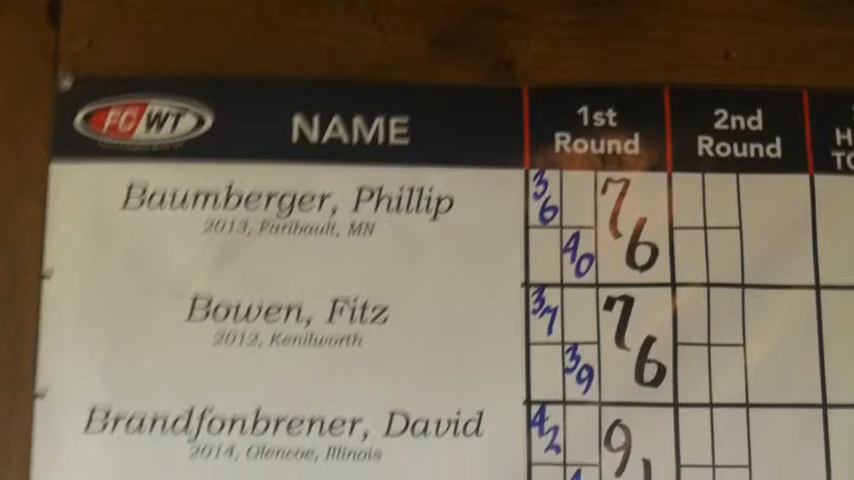 FCWT NAME 1st Round 2nd Round
Baumberger, Phillip 36 40 76
2013, Faribault, MN
Bowen, Fitz 37 39 76
2012, Kenilworth
Brandfonbrener, David 42
2014, Glencoe, Illinois